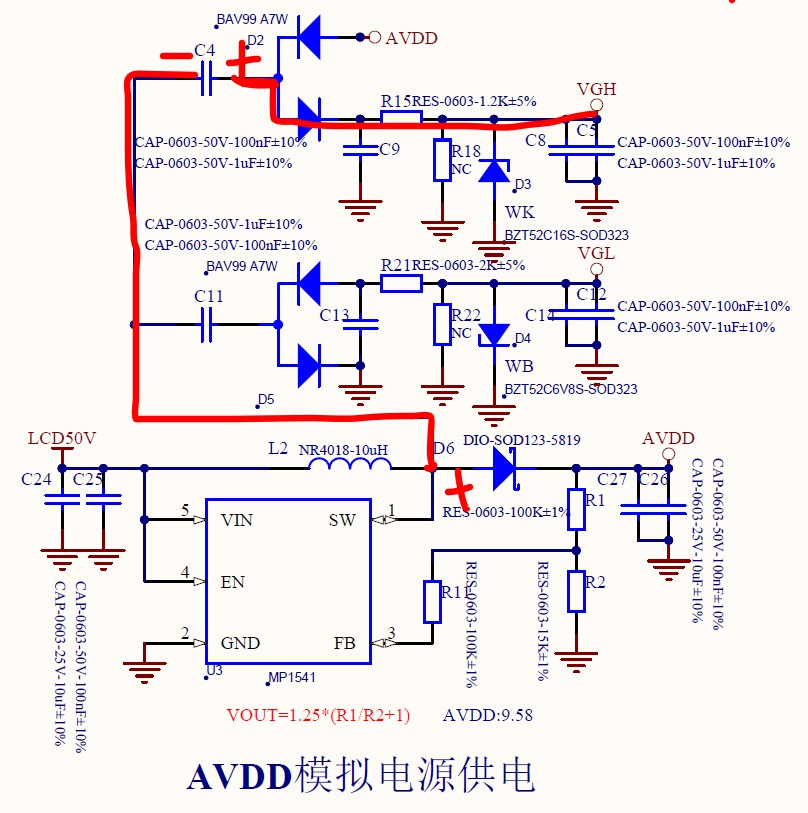 BAV99 A7W
D2
C4
AVDD
VGH
R15
RES-0603-1.2K±5%
CAP-0603-50V-100nF±10%
CAP-0603-50V-1uF±10%
C9
R18
NC
D3
C8
C5
CAP-0603-50V-100nF±10%
CAP-0603-50V-1uF±10%
WK
BZT52C16S-SOD323
CAP-0603-50V-1uF±10%
CAP-0603-50V-100nF±10%
BAV99 A7W
VGL
R21
RES-0603-2K±5%
C11
C13
R22
NC
D4
C14
C12
CAP-0603-50V-100nF±10%
CAP-0603-50V-1uF±10%
WB
BZT52C6V8S-SOD323
D5
LCD50V
L2
NR4018-10uH
D6
DIO-SOD123-5819
AVDD
C24
C25
C27
C26
5
VIN
SW
1
RES-0603-100K±1%
R1
4
EN
R11
R2
2
GND
FB
3
U3
MP1541
CAP-0603-25V-10uF±10%
CAP-0603-50V-100nF±10%
RES-0603-100K±1%
RES-0603-15K±1%
CAP-0603-25V-10uF±10%
CAP-0603-50V-100nF±10%
VOUT=1.25*(R1/R2+1)
AVDD:9.58
AVDD模拟电源供电